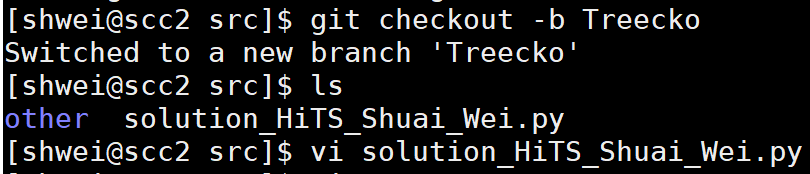 [shwei@scc2 src]$ git checkout -b Treecko
Switched to a new branch 'Treecko'
[shwei@scc2 src]$ ls
other  solution_HiTS_Shuai_Wei.py
[shwei@scc2 src]$ vi solution_HiTS_Shuai_Wei.py